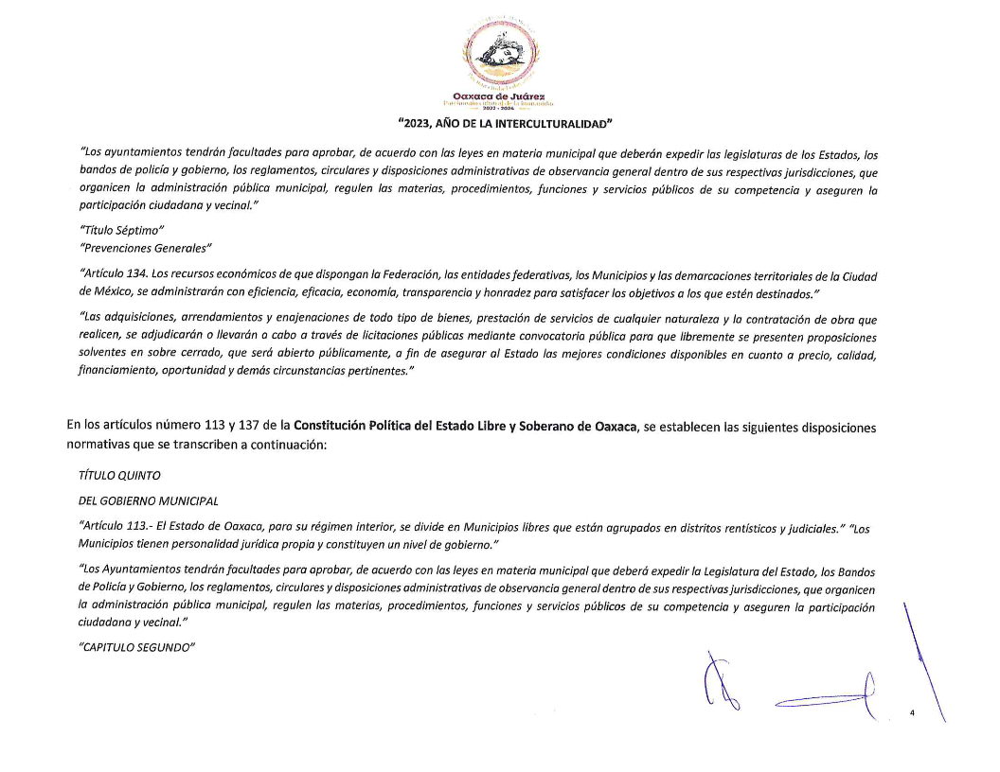 Oaxaca de Juárez
Patrimonio cultural de la humanidad
2022 - 2024
"2023, AÑO DE LA INTERCULTURALIDAD"
"Los ayuntamientos tendrán facultades para aprobar, de acuerdo con las leyes en materia municipal que deberán expedir las legislaturas de los Estados, los
bandos de policía y gobierno, los reglamentos, circulares y disposiciones administrativas de observancia general dentro de sus respectivas jurisdicciones, que
organicen la administración pública municipal, regulen las materias, procedimientos, funciones y servicios públicos de su competencia y aseguren la
participación ciudadana y vecinal."
"Título Séptimo"
"Prevenciones Generales"
"Artículo 134. Los recursos económicos de que dispongan la Federación, las entidades federativas, los Municipios y las demarcaciones territoriales de la Ciudad
de México, se administrarán con eficiencia, eficacia, economía, transparencia y honradez para satisfacer los objetivos a los que estén destinados."
"Las adquisiciones, arrendamientos y enajenaciones de todo tipo de bienes, prestación de servicios de cualquier naturaleza y la contratación de obra que
realicen, se adjudicarán o llevarán a cabo a través de licitaciones públicas mediante convocatoria pública para que libremente se presenten proposiciones
solventes en sobre cerrado, que será abierto públicamente, a fin de asegurar al Estado las mejores condiciones disponibles en cuanto a precio, calidad,
financiamiento, oportunidad y demás circunstancias pertinentes."
En los artículos número 113 y 137 de la Constitución Política del Estado Libre y Soberano de Oaxaca, se establecen las siguientes disposiciones
normativas que se transcriben a continuación:
TÍTULO QUINTO
DEL GOBIERNO MUNICIPAL
"Artículo 113.- El Estado de Oaxaca, para su régimen interior, se divide en Municipios libres que están agrupados en distritos rentísticos y judiciales." "Los
Municipios tienen personalidad jurídica propia y constituyen un nivel de gobierno."
"Los Ayuntamientos tendrán facultades para aprobar, de acuerdo con las leyes en materia municipal que deberá expedir la Legislatura del Estado, los Bandos
de Policía y Gobierno, los reglamentos, circulares y disposiciones administrativas de observancia general dentro de sus respectivas jurisdicciones, que organicen
la administración pública municipal, regulen las materias, procedimientos, funciones y servicios públicos de su competencia y aseguren la participación
ciudadana y vecinal."
"CAPITULO SEGUNDO"
4